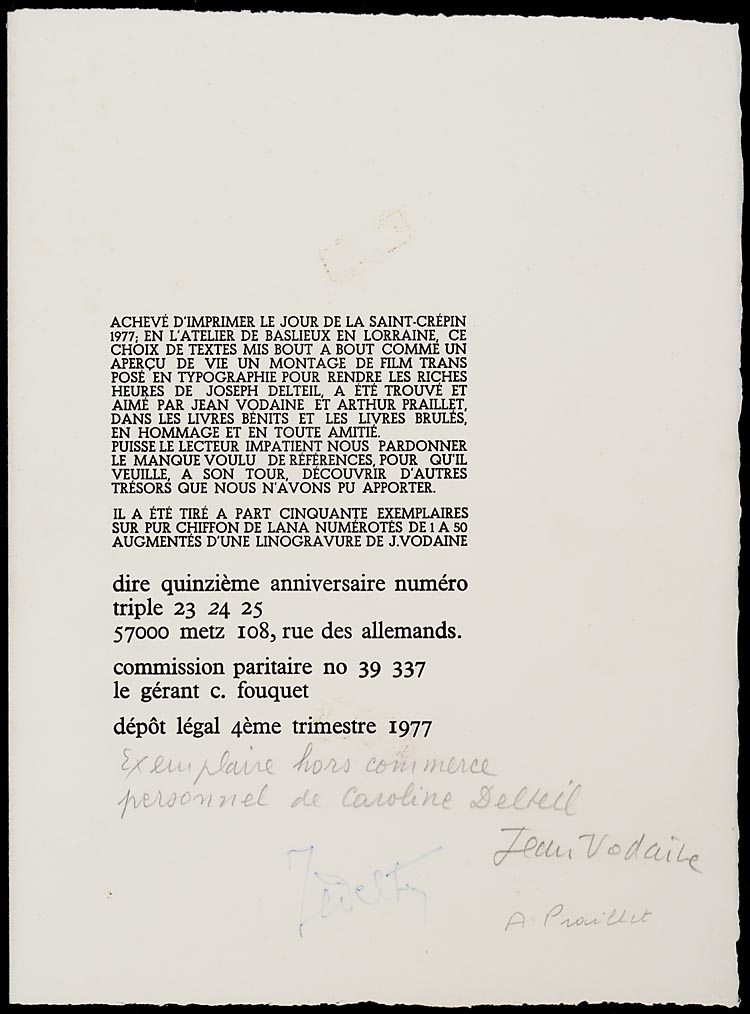 ACHEVÉ D'IMPRIMER LE JOUR DE LA SAINT-CRÉPIN
1977; EN L'ATELIER DE BASLIEUX EN LORRAINE, CE
CHOIX DE TEXTES MIS BOUT A BOUT COMME UN
APERÇU DE VIE UN MONTAGE DE FILM TRANS
POSÉ EN TYPOGRAPHIE POUR RENDRE LES RICHES
HEURES DE JOSEPH DELTEIL, A ÉTÉ TROUVÉ ET
AIMÉ PAR JEAN VODAINE ET ARTHUR PRAILLET,
DANS LES LIVRES BÉNITS ET LES LIVRES BRULÉS,
EN HOMMAGE ET EN TOUTE AMITIÉ.
PUISSE LE LECTEUR IMPATIENT NOUS PARDONNER
LE MANQUE VOULU DE RÉFÉRENCES, POUR QU'IL
VEUILLE, A SON TOUR, DÉCOUVRIR D'AUTRES
TRÉSORS QUE NOUS N'AVONS PU APPORTER.
IL A ÉTÉ TIRÉ A PART CINQUANTE EXEMPLAIRES
SUR PUR CHIFFON DE LANA NUMÉROTÉS DE 1 A 50
AUGMENTÉS D'UNE LINOGRAVURE DE J.VODAINE
dire quinzième anniversaire numéro
triple 23 24 25
57000 metz 108, rue des allemands.
commission paritaire no 39 337
le gérant c. fouquet
dépôt légal 4ème trimestre 1977
Exemplaire hors commerce
personnel de Caroline Delteil
Jean Vodaine
A. Praillet